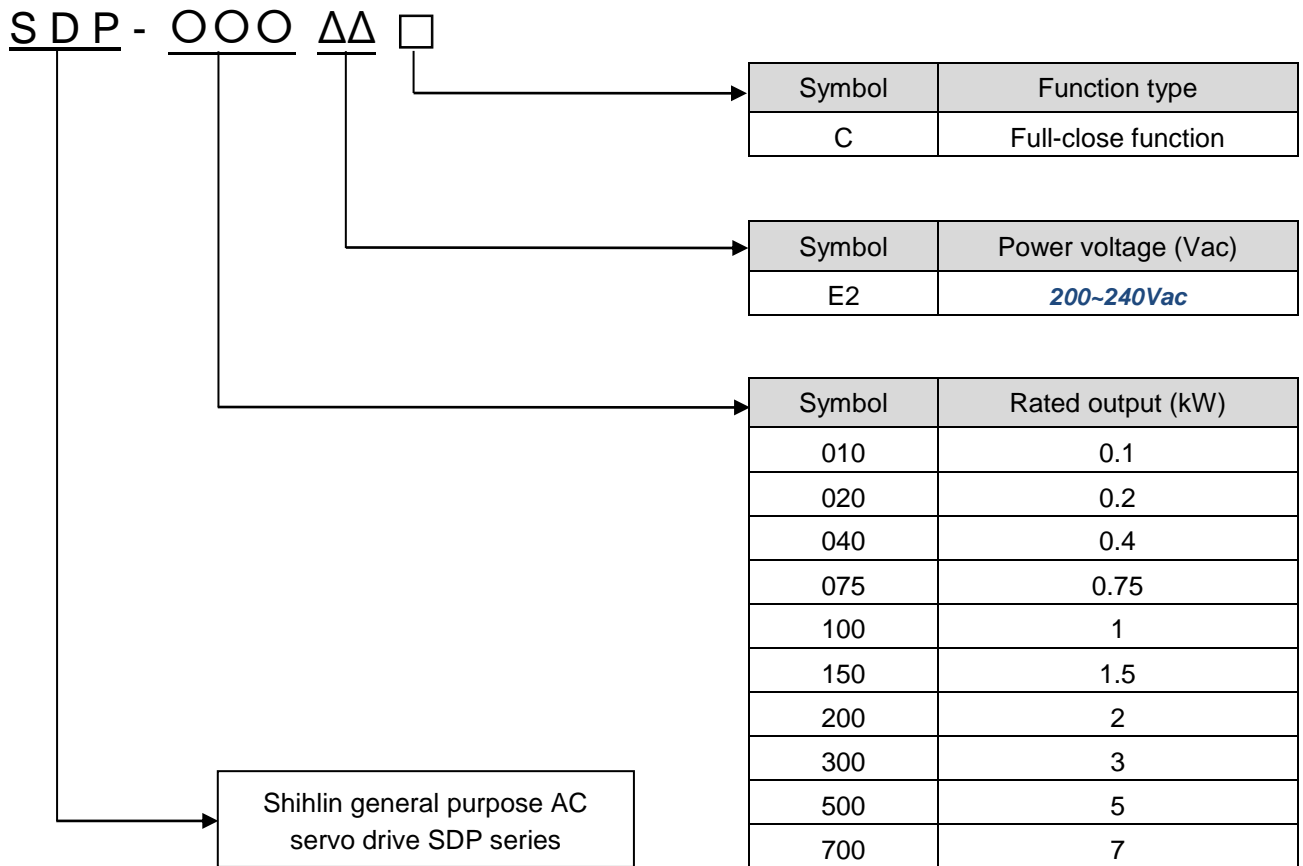 SDP- ○○○ ΔΔ □
Symbol Function type
C Full-close function
Symbol Power voltage (Vac)
E2 200~240Vac
Symbol Rated output (kW)
010 0.1
020 0.2
040 0.4
075 0.75
100 1
150 1.5
200 2
300 3
500 5
700 7
Shihlin general purpose AC
servo drive SDP series